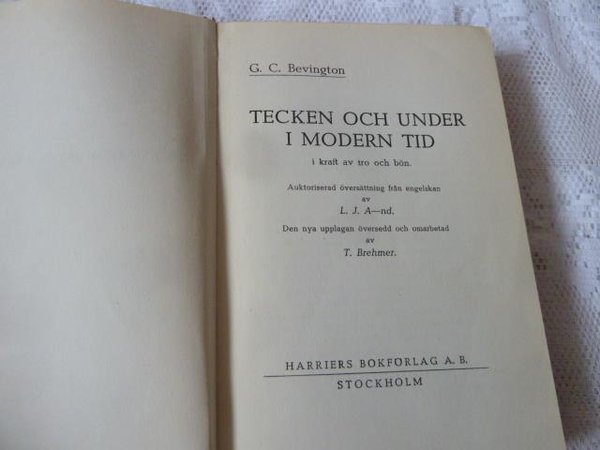 G. C. Bevington
TECKEN OCH UNDER
I MODERN TID
i kraft av tro och bön.
Auktoriserad översättning från engelskan
av
L. J. A—nd.
Den nya upplagan översedd och omarbetad
av
T. Brehmer.
HARRIERS BOKFÖRLAG A. B.
STOCKHOLM